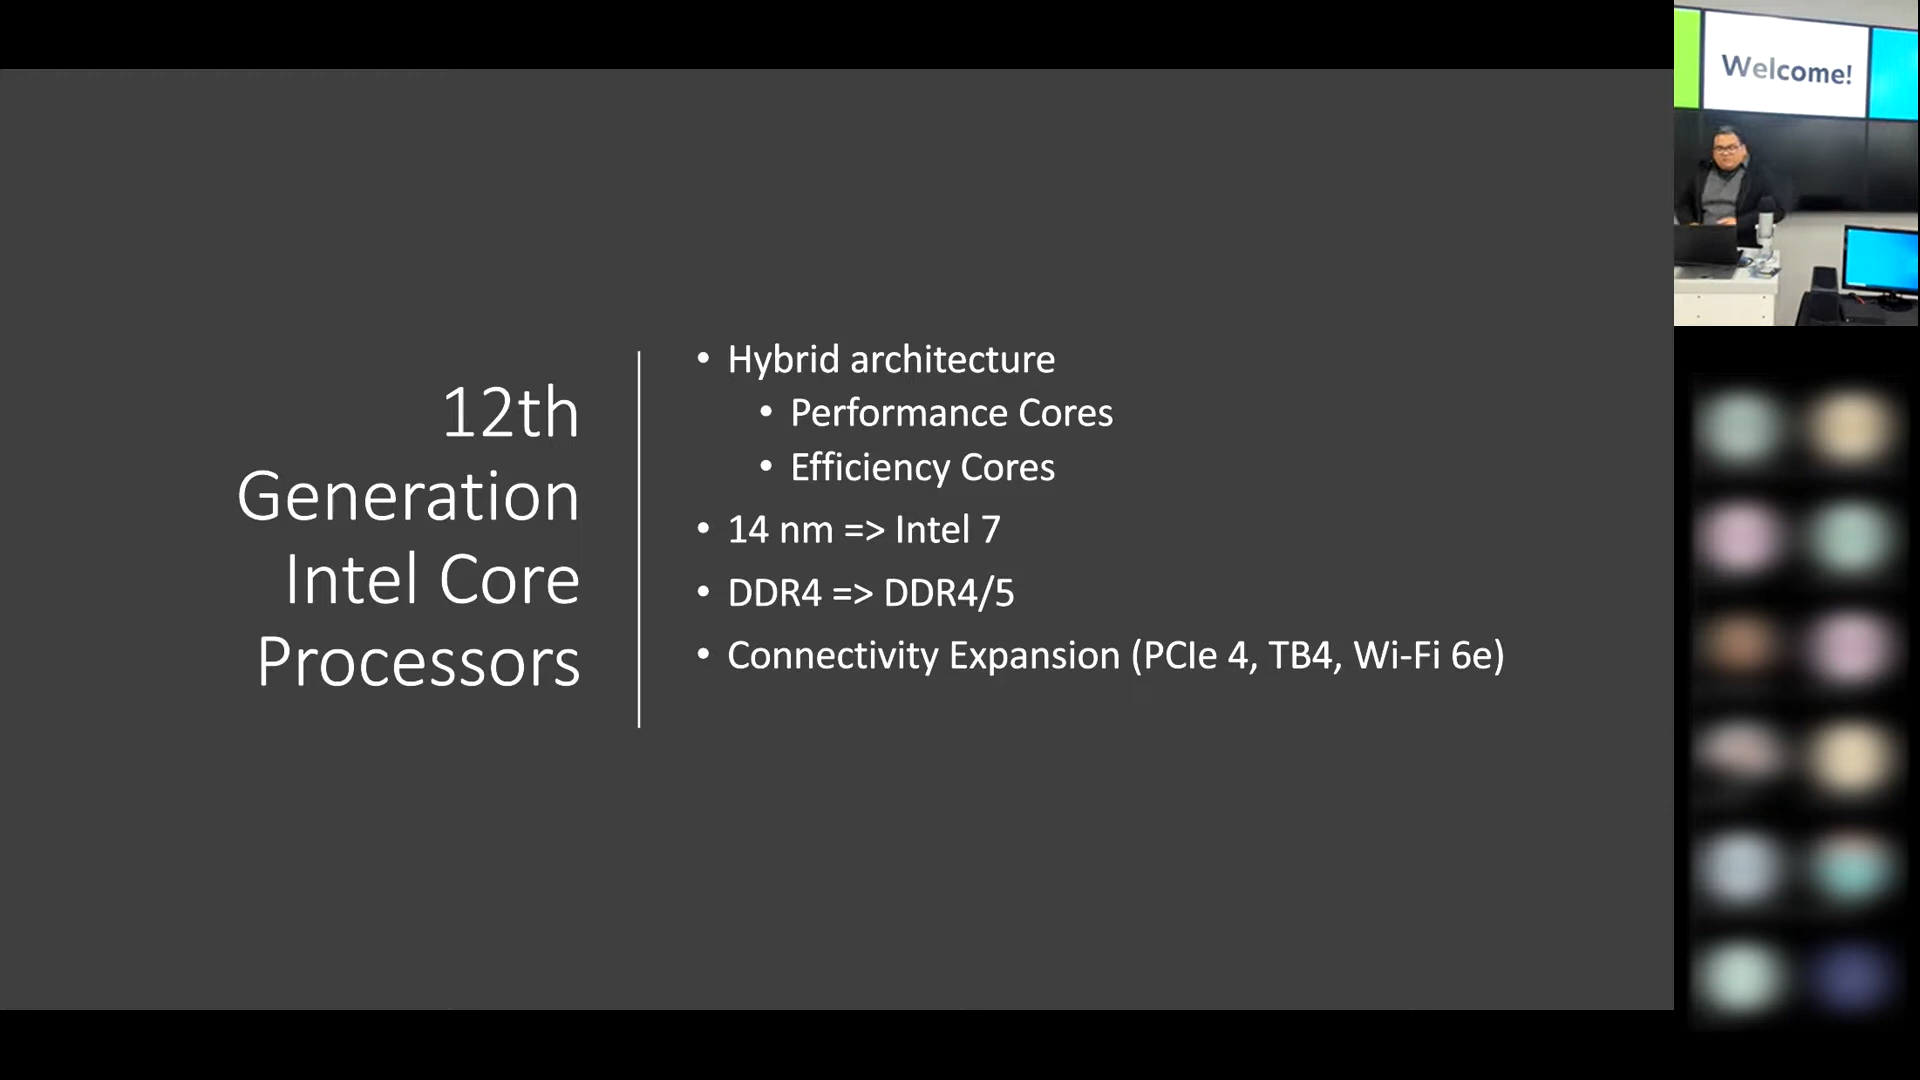 12th
Generation
Intel Core
Processors
• Hybrid architecture
• Performance Cores
• Efficiency Cores
• 14 nm => Intel 7
• DDR4 => DDR4/5
• Connectivity Expansion (PCIe 4, TB4, Wi-Fi 6e)
Welcome!